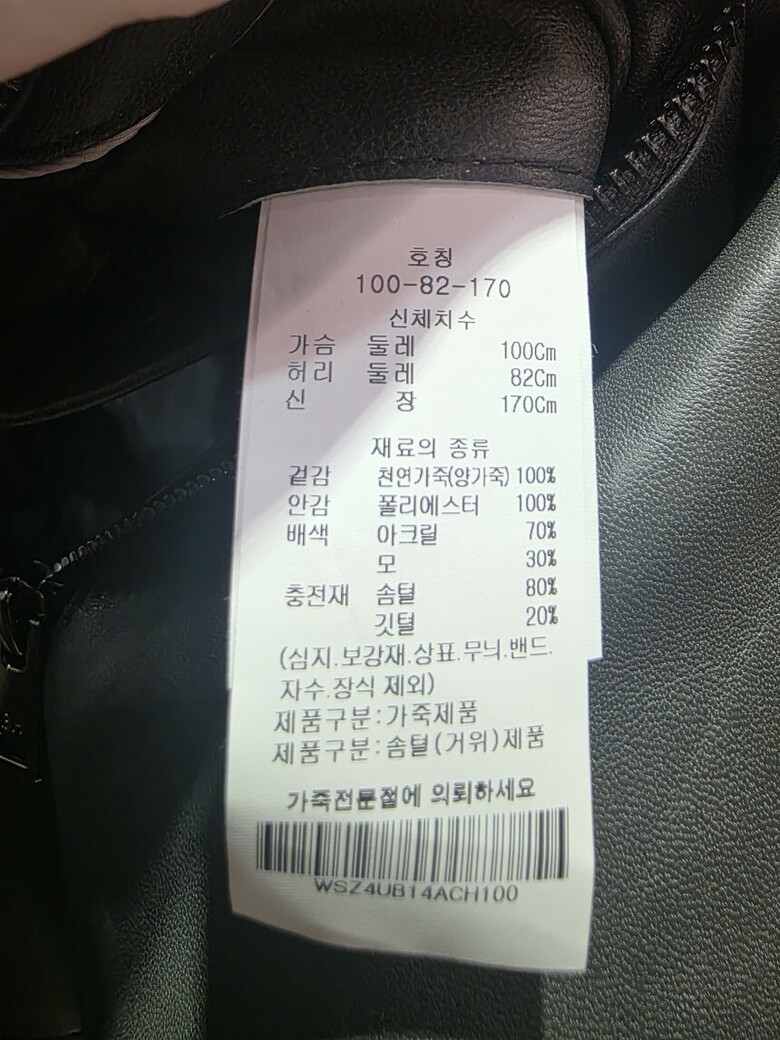 호칭
100-82-170
신체치수
가슴 둘레 100Cm
허리 둘레 82Cm
신 장 170Cm
재료의 종류
겉감 천연가죽(양가죽) 100%
안감 폴리에스터 100%
배색 아크릴 70%
모 30%
충전재 솜털 80%
깃털 20%
(심지.보강재.상표.무늬.밴드.
자수.장식 제외)
제품구분:가죽제품
제품구분:솜털(거위)제품
가죽전문점에 의뢰하세요
WSZ4UB14ACH100